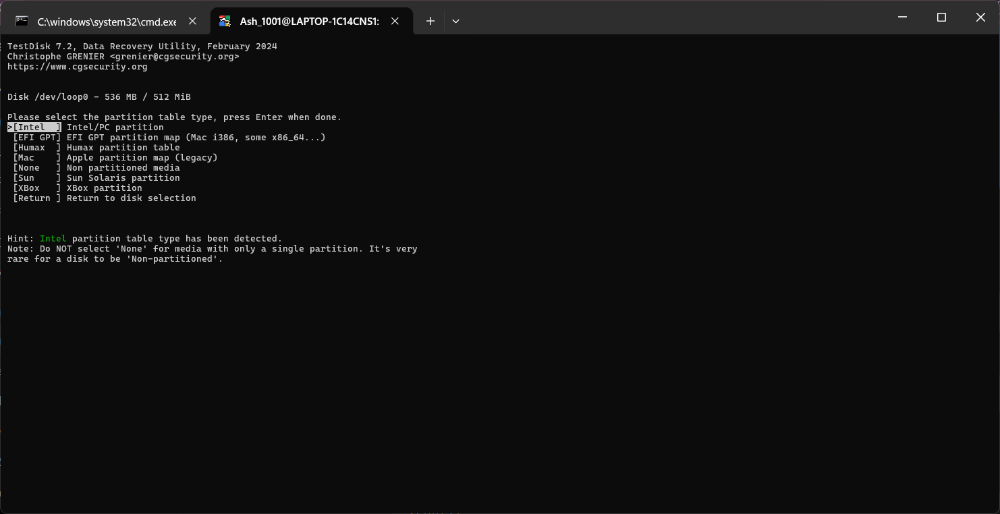 C:\windows\system32\cmd.exe
Ash_1001@LAPTOP-1C14CNS1:
TestDisk 7.2, Data Recovery Utility, February 2024
Christophe GRENIER <grenier@cgsecurity.org>
https://www.cgsecurity.org
Disk /dev/loop0 - 536 MB / 512 MiB
Please select the partition table type, press Enter when done.
>[Intel  ] Intel/PC partition
 [EFI GPT] EFI GPT partition map (Mac i386, some x86_64...)
 [Humax  ] Humax partition table
 [Mac    ] Apple partition map (legacy)
 [None   ] Non partitioned media
 [Sun    ] Sun Solaris partition
 [XBox   ] XBox partition
 [Return ] Return to disk selection
Hint: Intel partition table type has been detected.
Note: Do NOT select 'None' for media with only a single partition. It's very
rare for a disk to be 'Non-partitioned'.